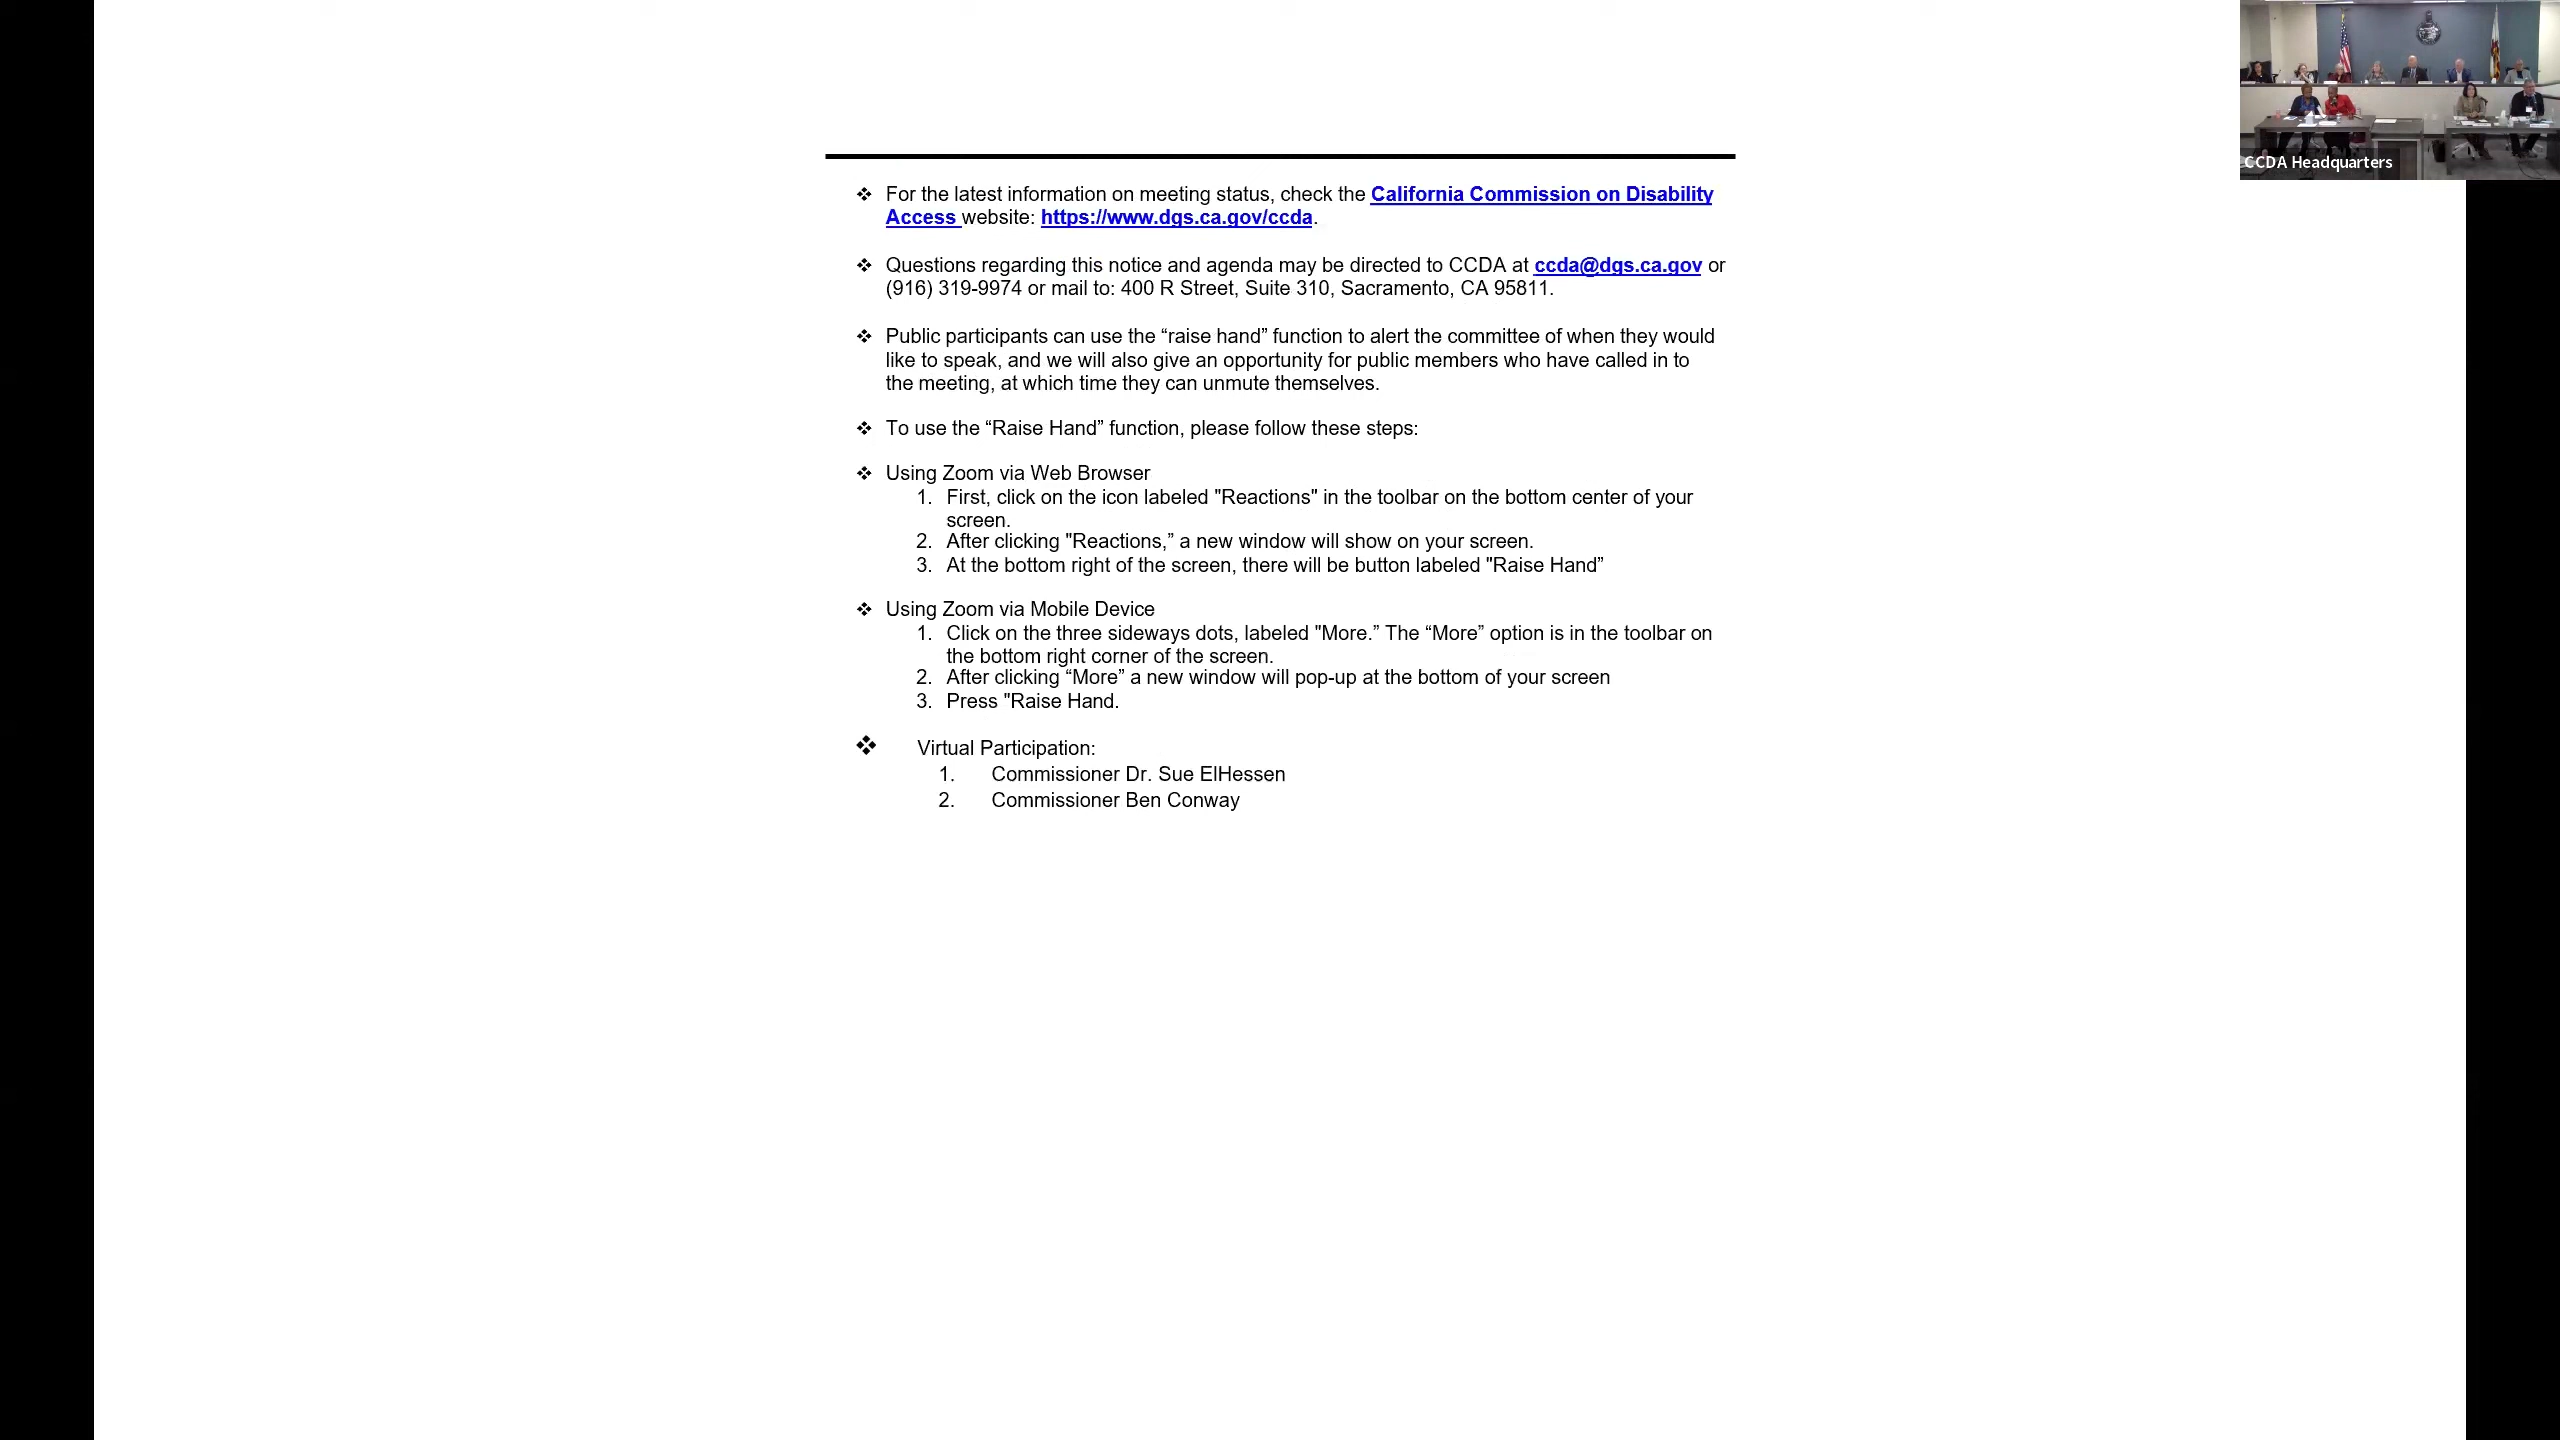 CCDA Headquarters
❖ For the latest information on meeting status, check the California Commission on Disability
Access website: https://www.dgs.ca.gov/ccda.
❖ Questions regarding this notice and agenda may be directed to CCDA at ccda@dgs.ca.gov or
(916) 319-9974 or mail to: 400 R Street, Suite 310, Sacramento, CA 95811.
❖ Public participants can use the “raise hand” function to alert the committee of when they would
like to speak, and we will also give an opportunity for public members who have called in to
the meeting, at which time they can unmute themselves.
❖ To use the “Raise Hand” function, please follow these steps:
❖ Using Zoom via Web Browser
1. First, click on the icon labeled "Reactions" in the toolbar on the bottom center of your
screen.
2. After clicking "Reactions,” a new window will show on your screen.
3. At the bottom right of the screen, there will be button labeled "Raise Hand”
❖ Using Zoom via Mobile Device
1. Click on the three sideways dots, labeled "More.” The “More” option is in the toolbar on
the bottom right corner of the screen.
2. After clicking “More” a new window will pop-up at the bottom of your screen
3. Press "Raise Hand.
❖ Virtual Participation:
1. Commissioner Dr. Sue ElHessen
2. Commissioner Ben Conway